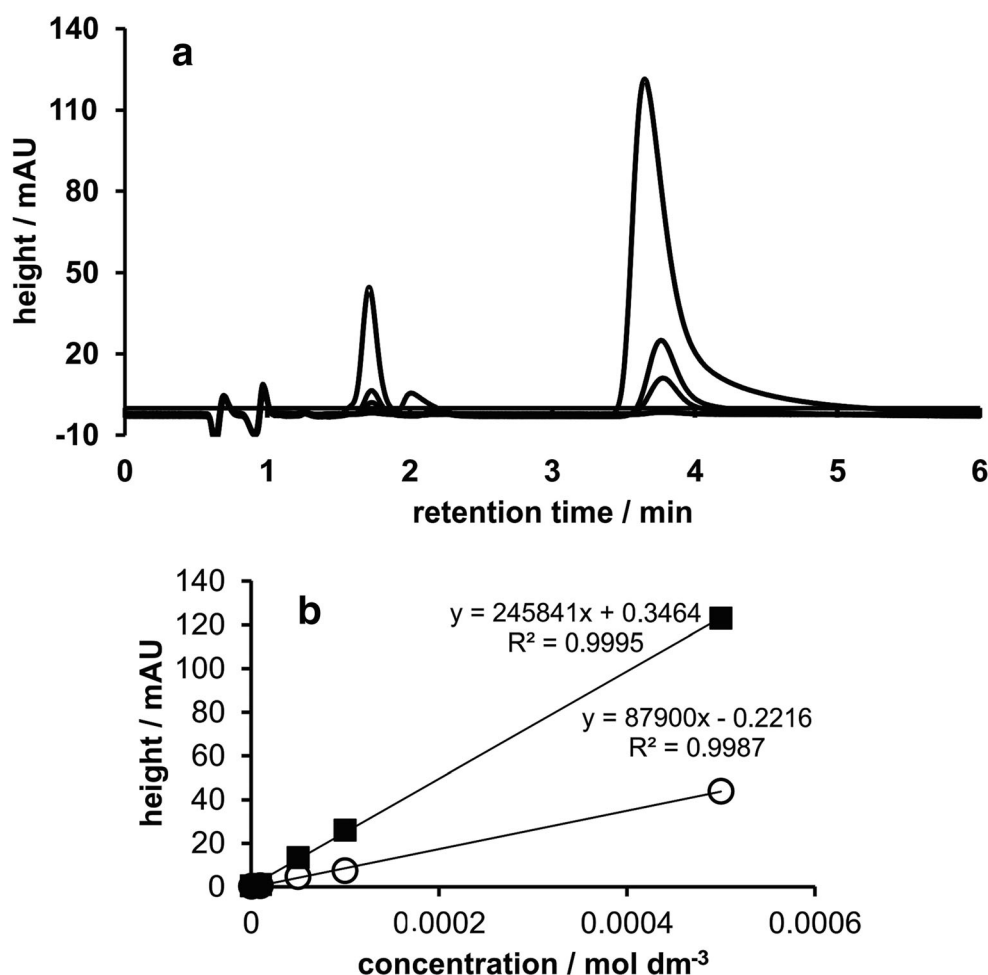 a
140
110
80
50
20
-10
height / mAU
0 1 2 3 4 5 6
retention time / min
b
140
120
100
80
60
40
20
0
height / mAU
y = 245841x + 0.3464
R² = 0.9995
y = 87900x - 0.2216
R² = 0.9987
0 0.0002 0.0004 0.0006
concentration / mol dm⁻³